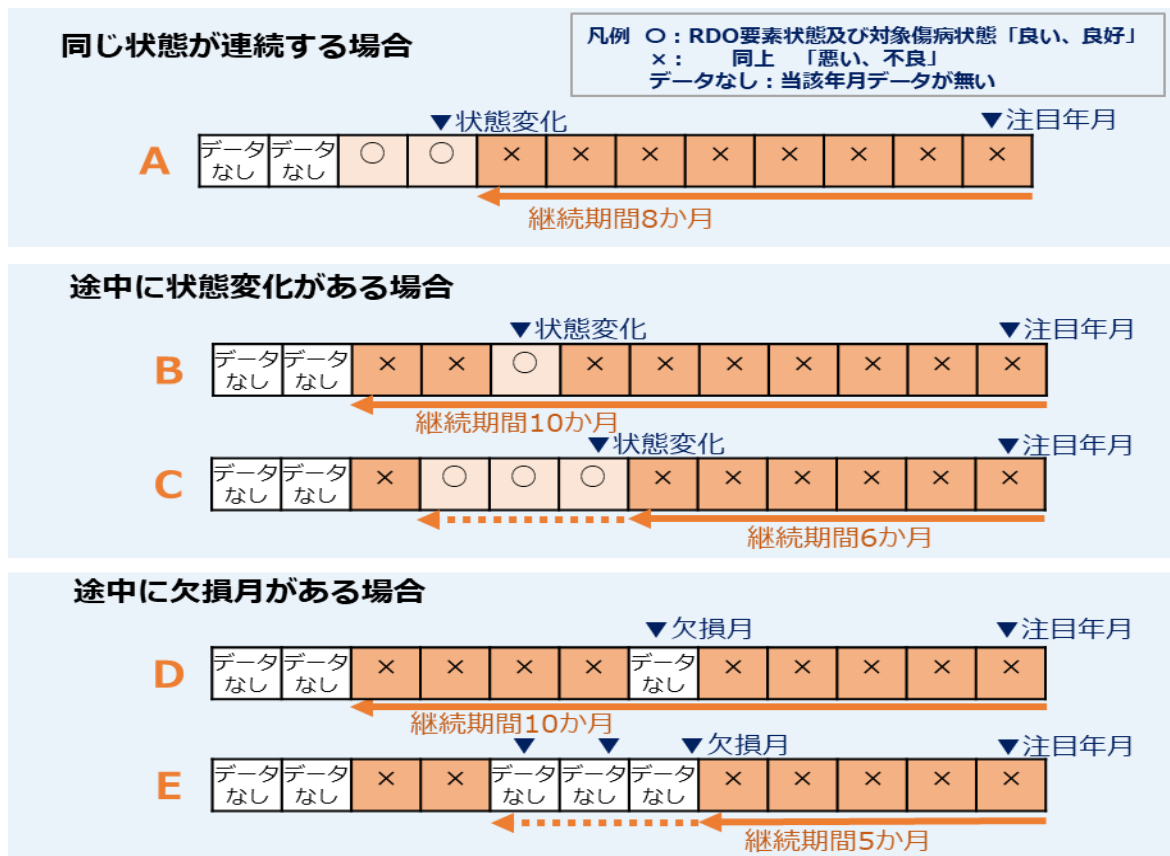 同じ状態が連続する場合
凡例 〇：RDO要素状態及び対象傷病状態「良い、良好」
×： 同上 「悪い、不良」
データなし：当該年月データが無い
▼状態変化 ▼注目年月
A データなし データなし 〇 〇 × × × × × × × ×
継続期間8か月
途中に状態変化がある場合
▼状態変化 ▼注目年月
B データなし データなし × × 〇 × × × × × × ×
継続期間10か月
▼状態変化 ▼注目年月
C データなし データなし × 〇 〇 〇 × × × × × ×
継続期間6か月
途中に欠損月がある場合
▼欠損月 ▼注目年月
D データなし データなし × × × × データなし × × × × ×
継続期間10か月
▼ ▼ ▼欠損月 ▼注目年月
E データなし データなし × × データなし データなし データなし × × × × ×
継続期間5か月